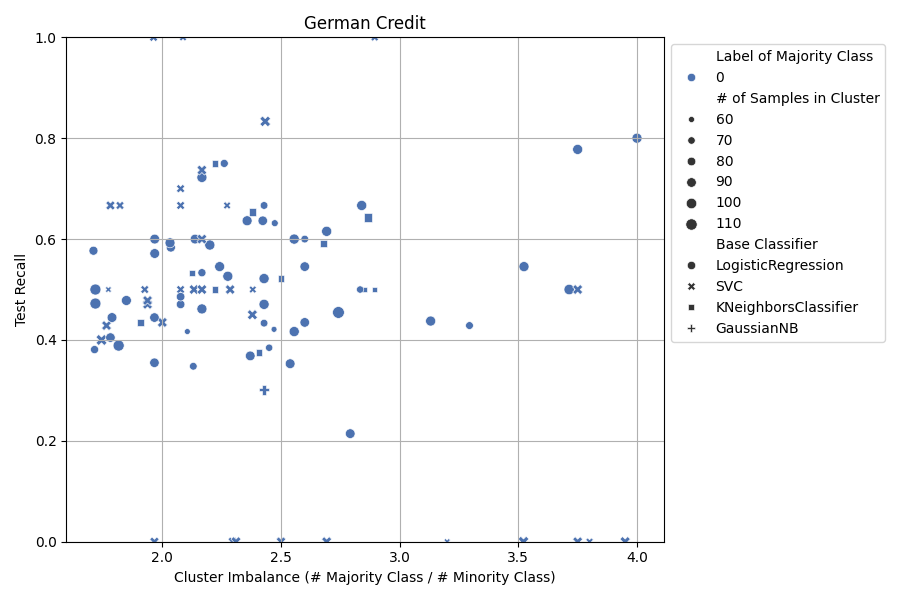 German Credit
1.0
0.8
0.6
0.4
0.2
0.0
Test Recall
2.0 2.5 3.0 3.5 4.0
Cluster Imbalance (# Majority Class / # Minority Class)
Label of Majority Class
0
# of Samples in Cluster
60
70
80
90
100
110
Base Classifier
LogisticRegression
SVC
KNeighborsClassifier
GaussianNB